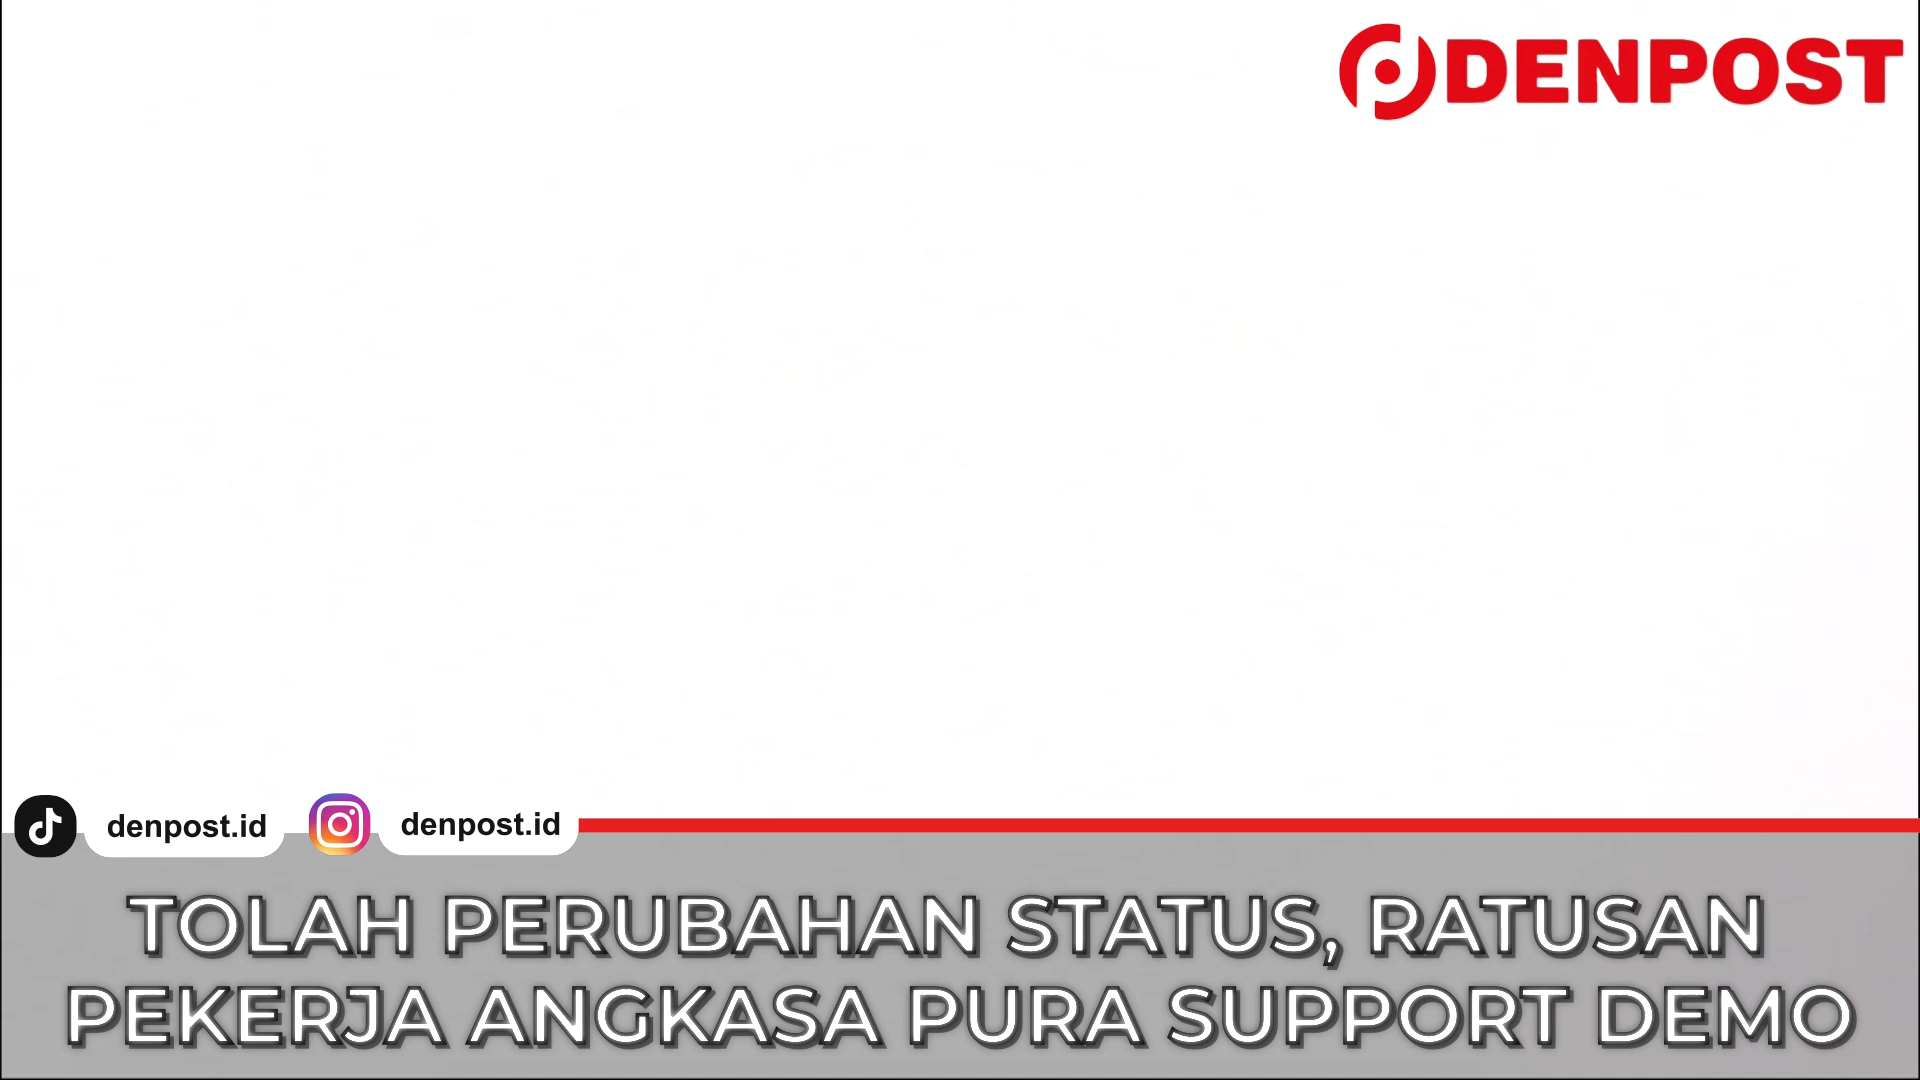 DENPOST
denpost.id denpost.id
TOLAH PERUBAHAN STATUS, RATUSAN
PEKERJA ANGKASA PURA SUPPORT DEMO